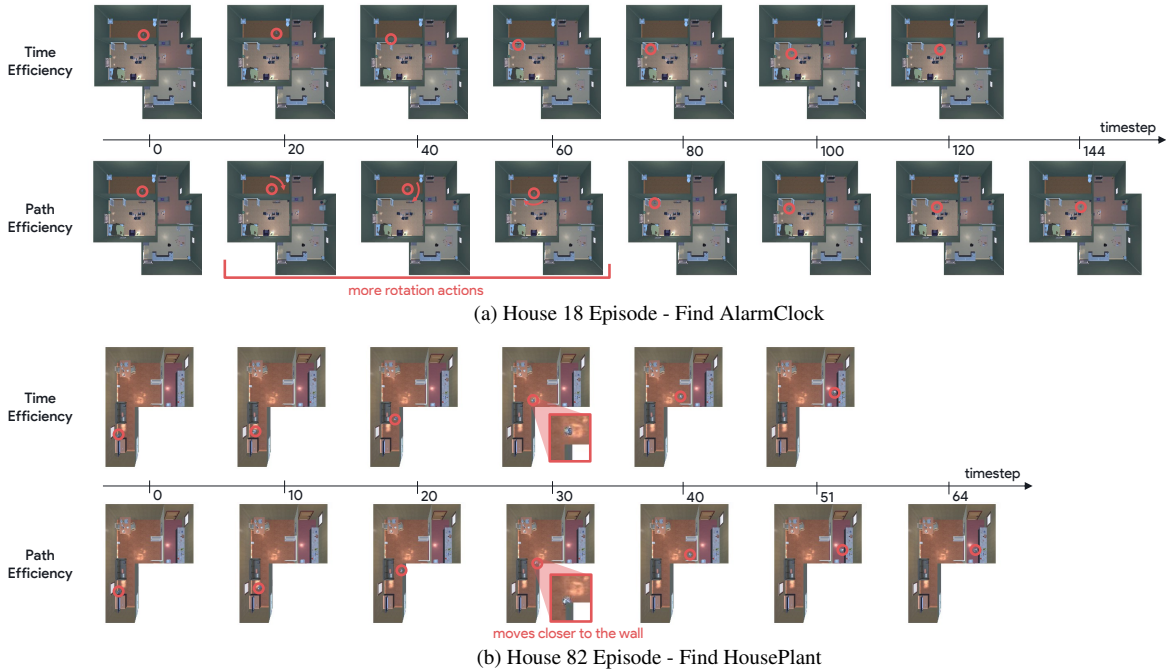 Time
Efficiency
timestep
0
20
40
60
80
100
120
144
Path
Efficiency
more rotation actions
(a) House 18 Episode - Find AlarmClock
Time
Efficiency
timestep
0
10
20
30
40
51
64
Path
Efficiency
moves closer to the wall
(b) House 82 Episode - Find HousePlant